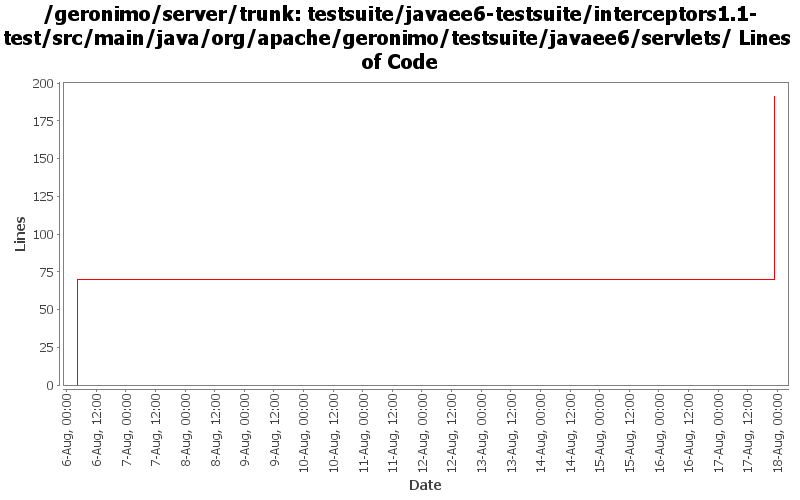 /geronimo/server/trunk: testsuite/javaee6-testsuite/interceptors1.1-
test/src/main/java/org/apache/geronimo/testsuite/javaee6/servlets/ Lines
of Code
Lines
200
175
150
125
100
75
50
25
0
6-Aug, 00:00
6-Aug, 12:00
7-Aug, 00:00
7-Aug, 12:00
8-Aug, 00:00
8-Aug, 12:00
9-Aug, 00:00
9-Aug, 12:00
10-Aug, 00:00
10-Aug, 12:00
11-Aug, 00:00
11-Aug, 12:00
12-Aug, 00:00
12-Aug, 12:00
13-Aug, 00:00
13-Aug, 12:00
14-Aug, 00:00
14-Aug, 12:00
15-Aug, 00:00
15-Aug, 12:00
16-Aug, 00:00
16-Aug, 12:00
17-Aug, 00:00
17-Aug, 12:00
18-Aug, 00:00
Date